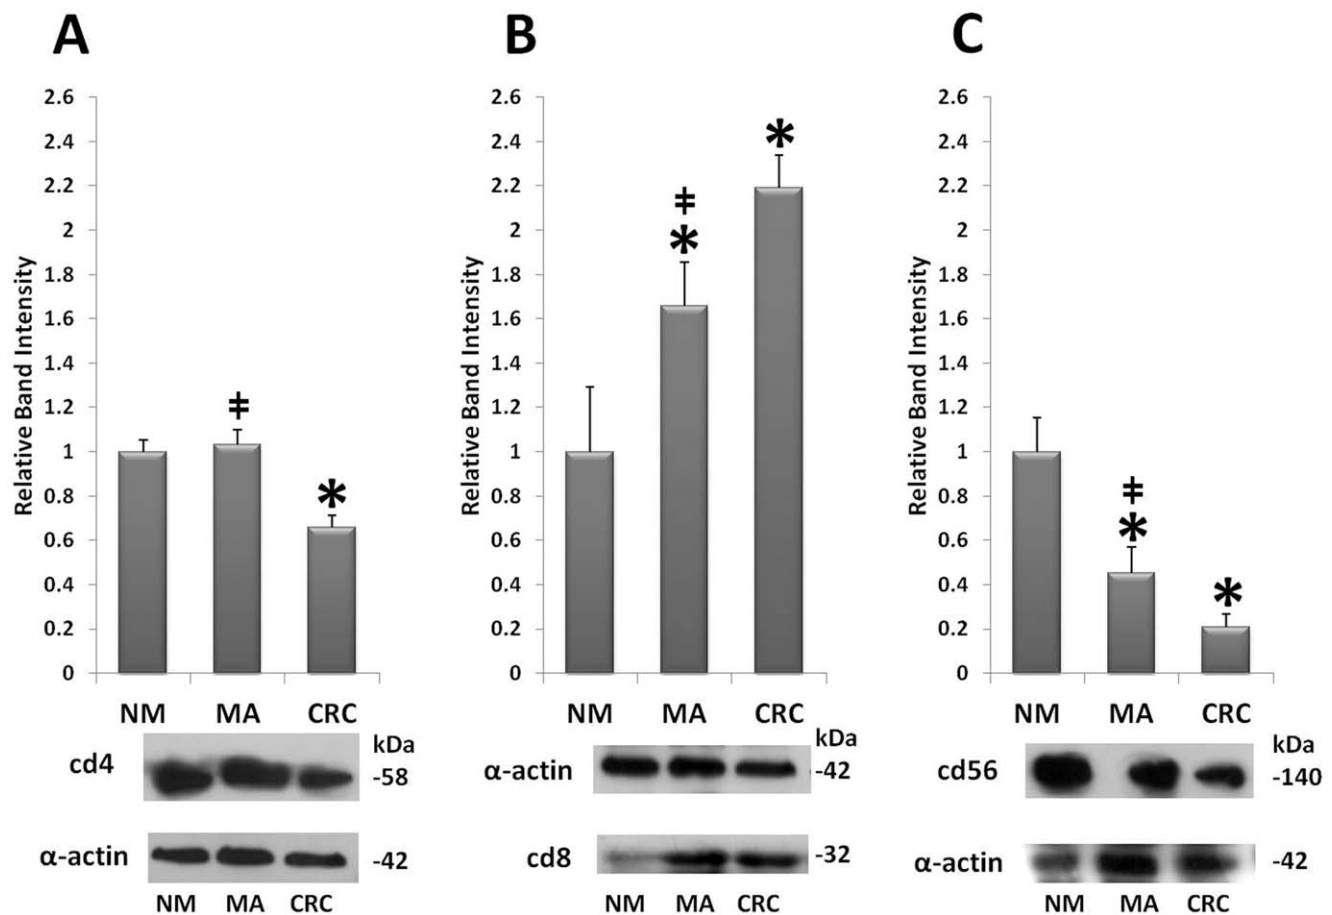 A
Relative Band Intensity
2.6
2.4
2.2
2
1.8
1.6
1.4
1.2
1
0.8
0.6
0.4
0.2
0
ǂ
*
NM MA CRC
cd4
kDa
-58
α-actin
-42
NM MA CRC
B
Relative Band Intensity
2.6
2.4
2.2
2
1.8
1.6
1.4
1.2
1
0.8
0.6
0.4
0.2
0
*
ǂ
*
NM MA CRC
kDa
α-actin
-42
cd8
-32
NM MA CRC
C
Relative Band Intensity
2.6
2.4
2.2
2
1.8
1.6
1.4
1.2
1
0.8
0.6
0.4
0.2
0
ǂ
*
*
NM MA CRC
kDa
cd56
-140
α-actin
-42
NM MA CRC